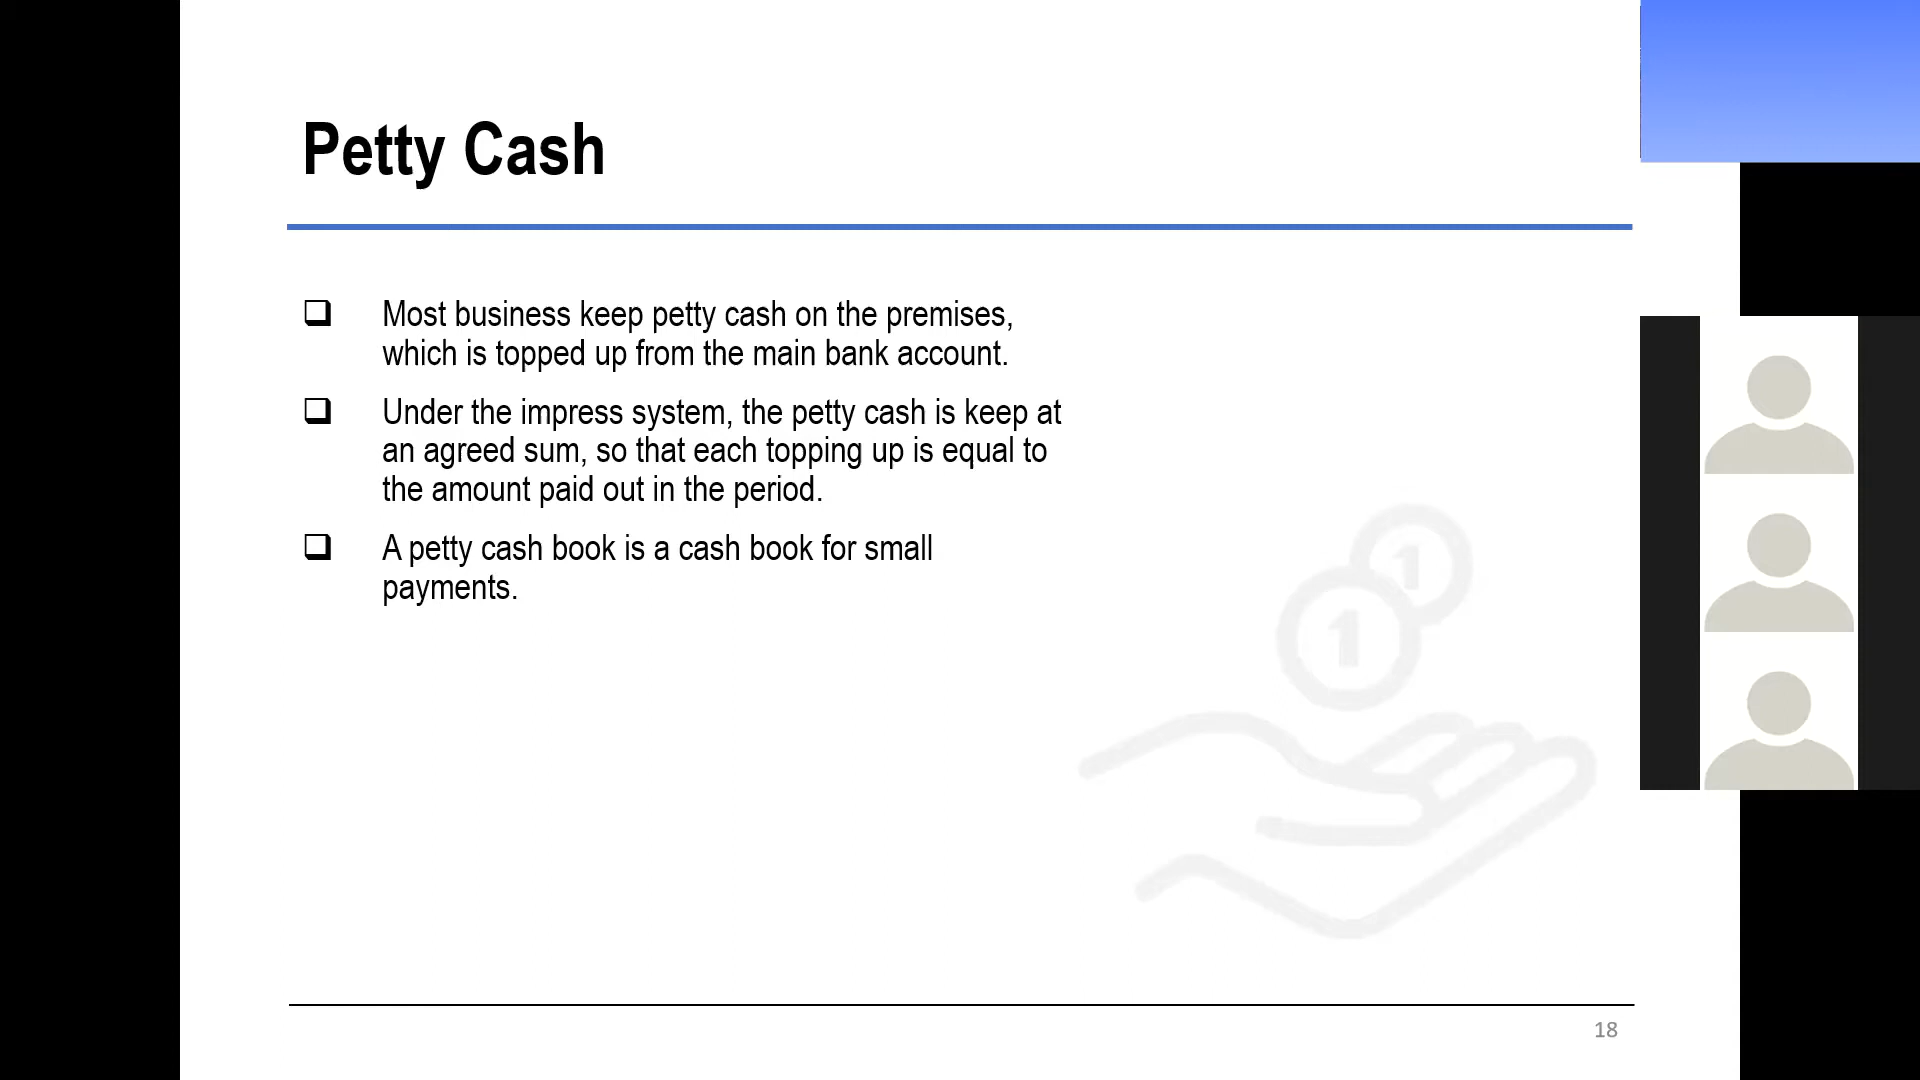 Petty Cash
Most business keep petty cash on the premises,
which is topped up from the main bank account.
Under the impress system, the petty cash is keep at
an agreed sum, so that each topping up is equal to
the amount paid out in the period.
A petty cash book is a cash book for small
payments.
1
1
18